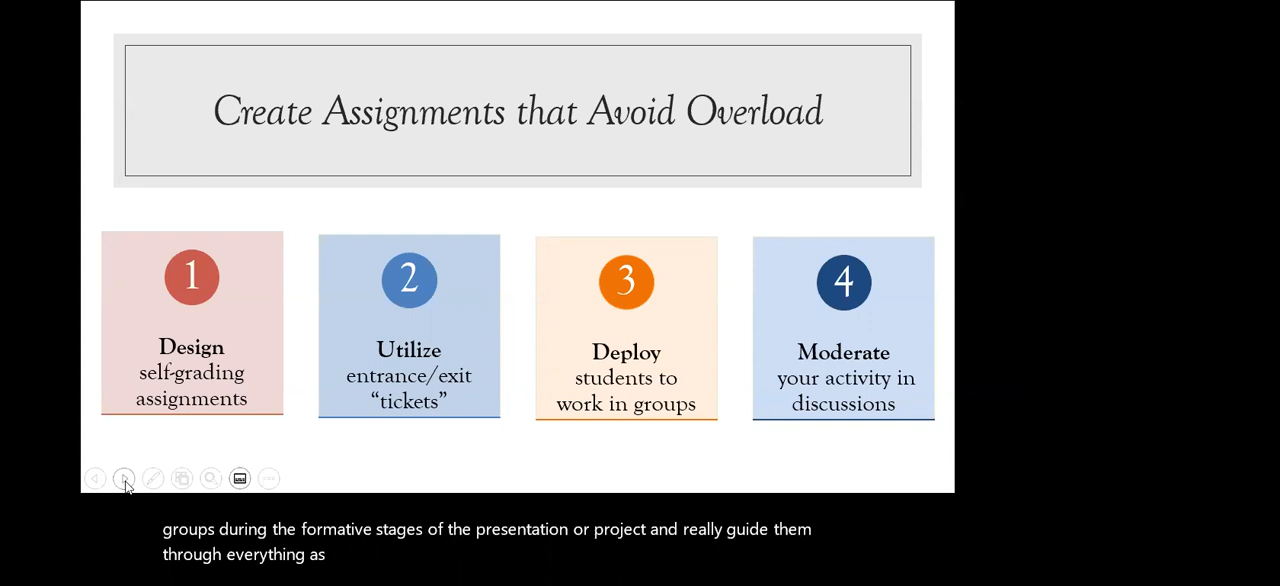 Create Assignments that Avoid Overload
1
Design
self-grading
assignments
2
Utilize
entrance/exit
“tickets”
3
Deploy
students to
work in groups
4
Moderate
your activity in
discussions
groups during the formative stages of the presentation or project and really guide them
through everything as